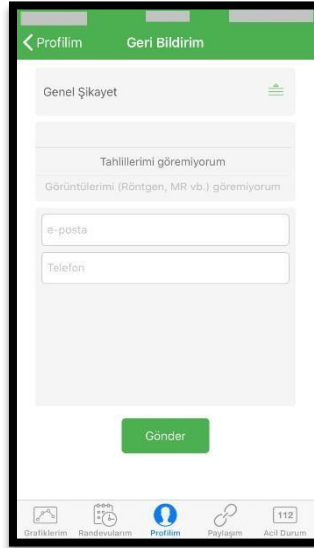 Profilim
Geri Bildirim
Genel Şikayet
Tahlillerimi göremiyorum
Görüntülerimi (Röntgen, MR vb.) göremiyorum
e-posta
Telefon
Gönder
112
Grafiklerim
Randevularım
Profilim
Paylaşım
Acil Durum